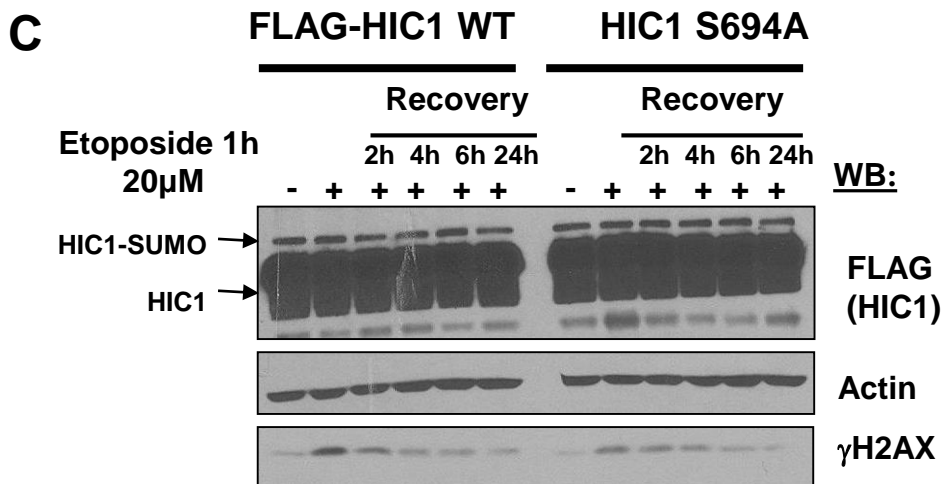 C
FLAG-HIC1 WT HIC1 S694A
Recovery Recovery
Etoposide 1h 2h 4h 6h 24h 2h 4h 6h 24h
20µM - + + + + + - + + + + + WB:
HIC1-SUMO
HIC1
FLAG
(HIC1)
Actin
γH2AX